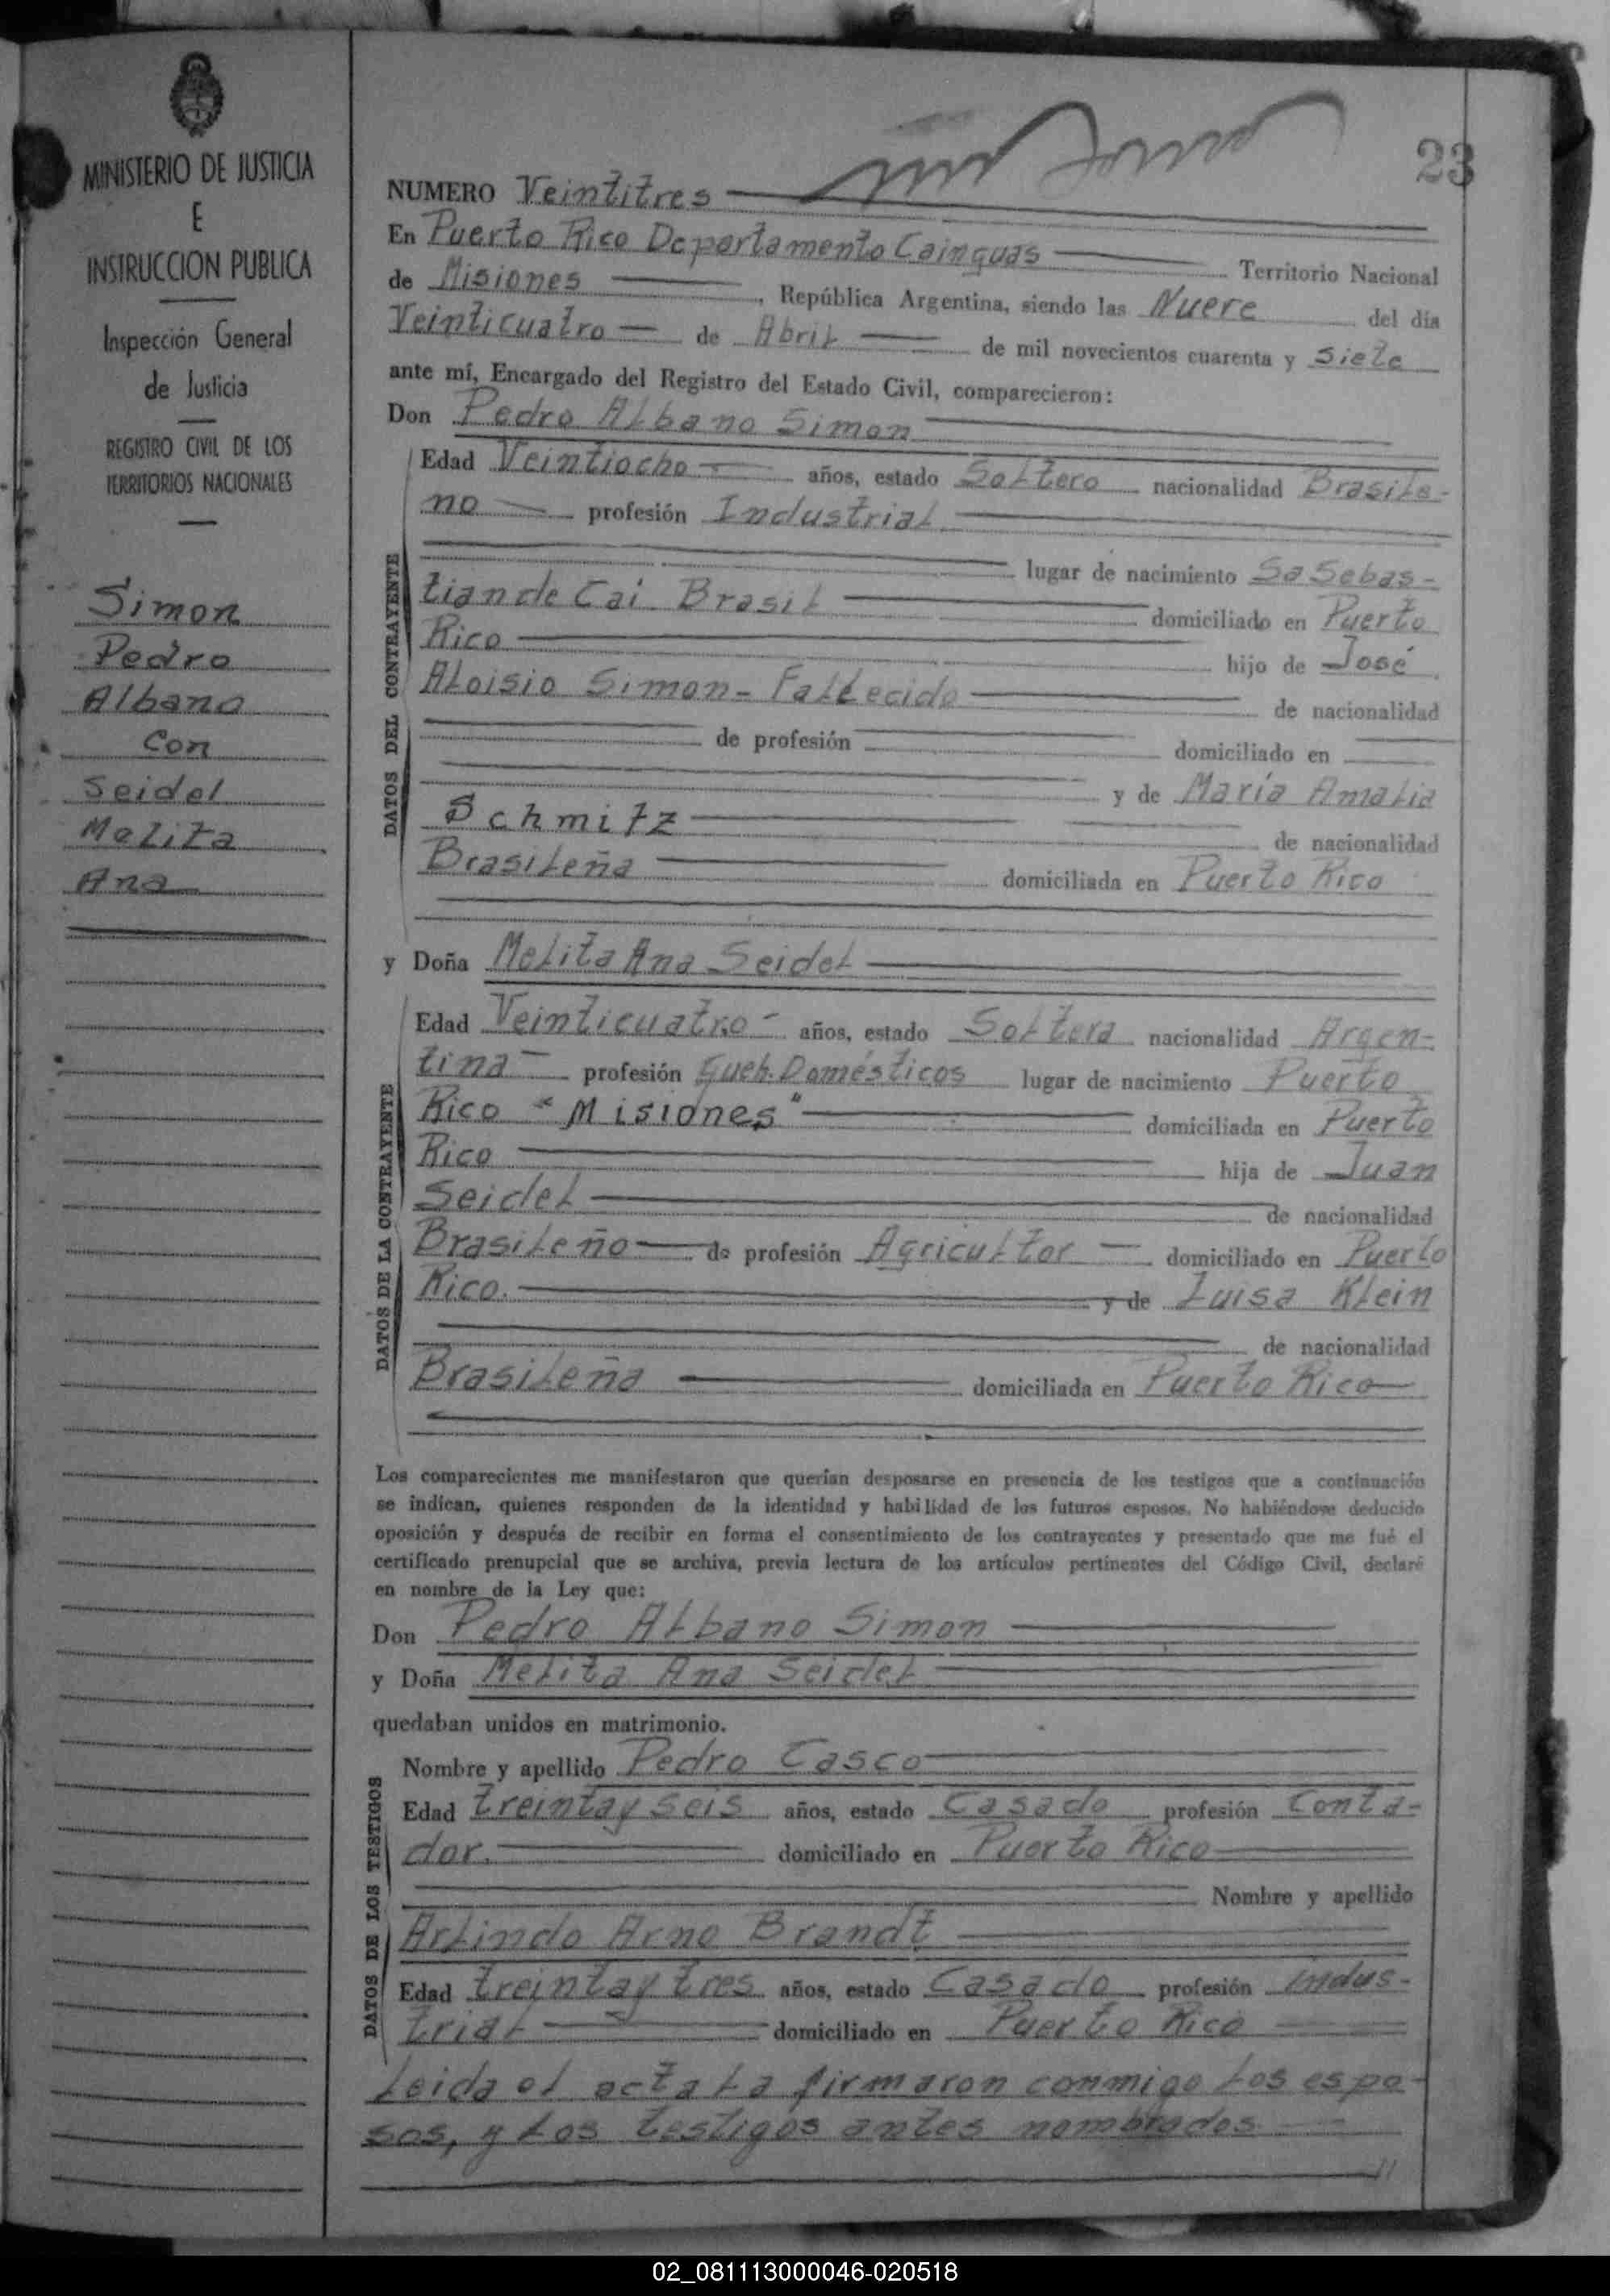 MINISTERIO DE JUSTICIA
E
INSTRUCCION PUBLICA
Inspección General
de Justicia
REGISTRO CIVIL DE LOS
TERRITORIOS NACIONALES
Simon
Pedro
Albano
Con
Seidel
Melita
Ana
23
NUMERO Veintitres
En Puerto Rico Departamento Cainguas Territorio Nacional
de Misiones, República Argentina, siendo las Nueve del día
Veinticuatro de Abril de mil novecientos cuarenta y siete
ante mí, Encargado del Registro del Estado Civil, comparecieron:
Don Pedro Albano Simon
DATOS DEL CONTRAYENTE
Edad Veintiocho años, estado Soltero nacionalidad Brasile-
no profesión Industrial
lugar de nacimiento Sa Sebas-
tian de Cai Brasil domiciliado en Puerto
Rico hijo de José
Aloisio Simon - Fallecido de nacionalidad
de profesión domiciliado en
y de María Amalia
Schmitz de nacionalidad
Brasileña domiciliada en Puerto Rico
y Doña Melita Ana Seidel
DATOS DE LA CONTRAYENTE
Edad Veinticuatro - años, estado Soltera nacionalidad Argen-
tina profesión Queh. Domésticos lugar de nacimiento Puerto
Rico "Misiones" domiciliada en Puerto
Rico hija de Juan
Seidel de nacionalidad
Brasileño de profesión Agricultor domiciliado en Puerto
Rico. y de Luisa Klein
de nacionalidad
Brasileña domiciliada en Puerto Rico
Los comparecientes me manifestaron que querían desposarse en presencia de los testigos que a continuación
se indican, quienes responden de la identidad y habilidad de los futuros esposos. No habiéndose deducido
oposición y después de recibir en forma el consentimiento de los contrayentes y presentado que me fué el
certificado prenupcial que se archiva, previa lectura de los artículos pertinentes del Código Civil, declaré
en nombre de la Ley que:
Don Pedro Albano Simon
y Doña Melita Ana Seidel
quedaban unidos en matrimonio.
DATOS DE LOS TESTIGOS
Nombre y apellido Pedro Casco
Edad treinta y seis años, estado Casado profesión Conta-
dor. domiciliado en Puerto Rico
Nombre y apellido
Arlindo Arno Brandt
Edad treinta y tres años, estado Casado profesión indus-
trial domiciliado en Puerto Rico
Leida el acta la firmaron conmigo los espo-
sos, y los testigos antes nombrados
02_081113000046-020518